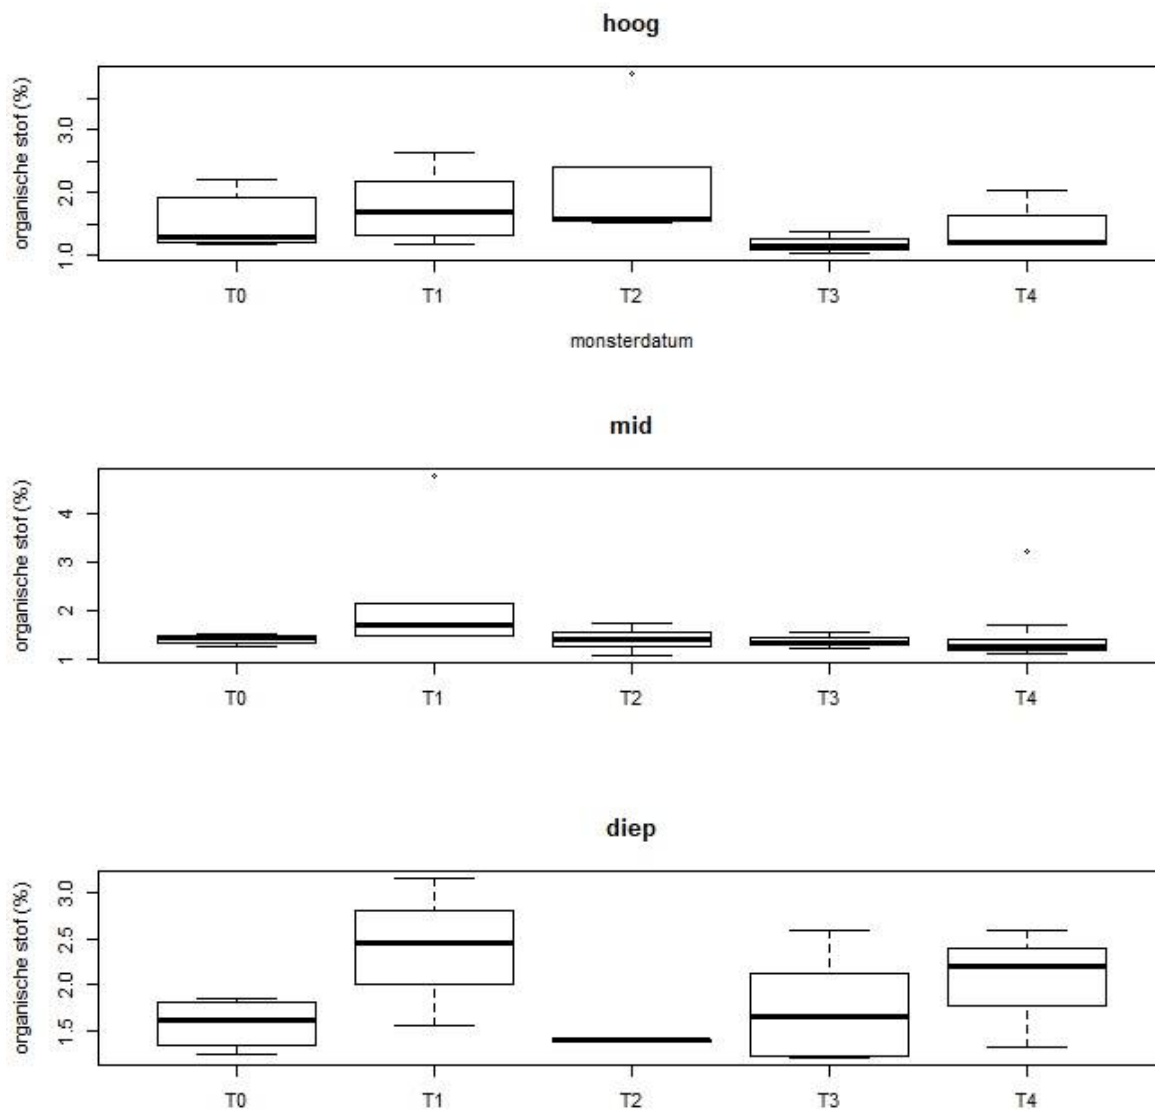 hoog
organische stof (%)
3.0
2.0
1.0
T0 T1 T2 T3 T4
monsterdatum
mid
organische stof (%)
4
3
2
1
T0 T1 T2 T3 T4
diep
organische stof (%)
3.0
2.5
2.0
1.5
T0 T1 T2 T3 T4